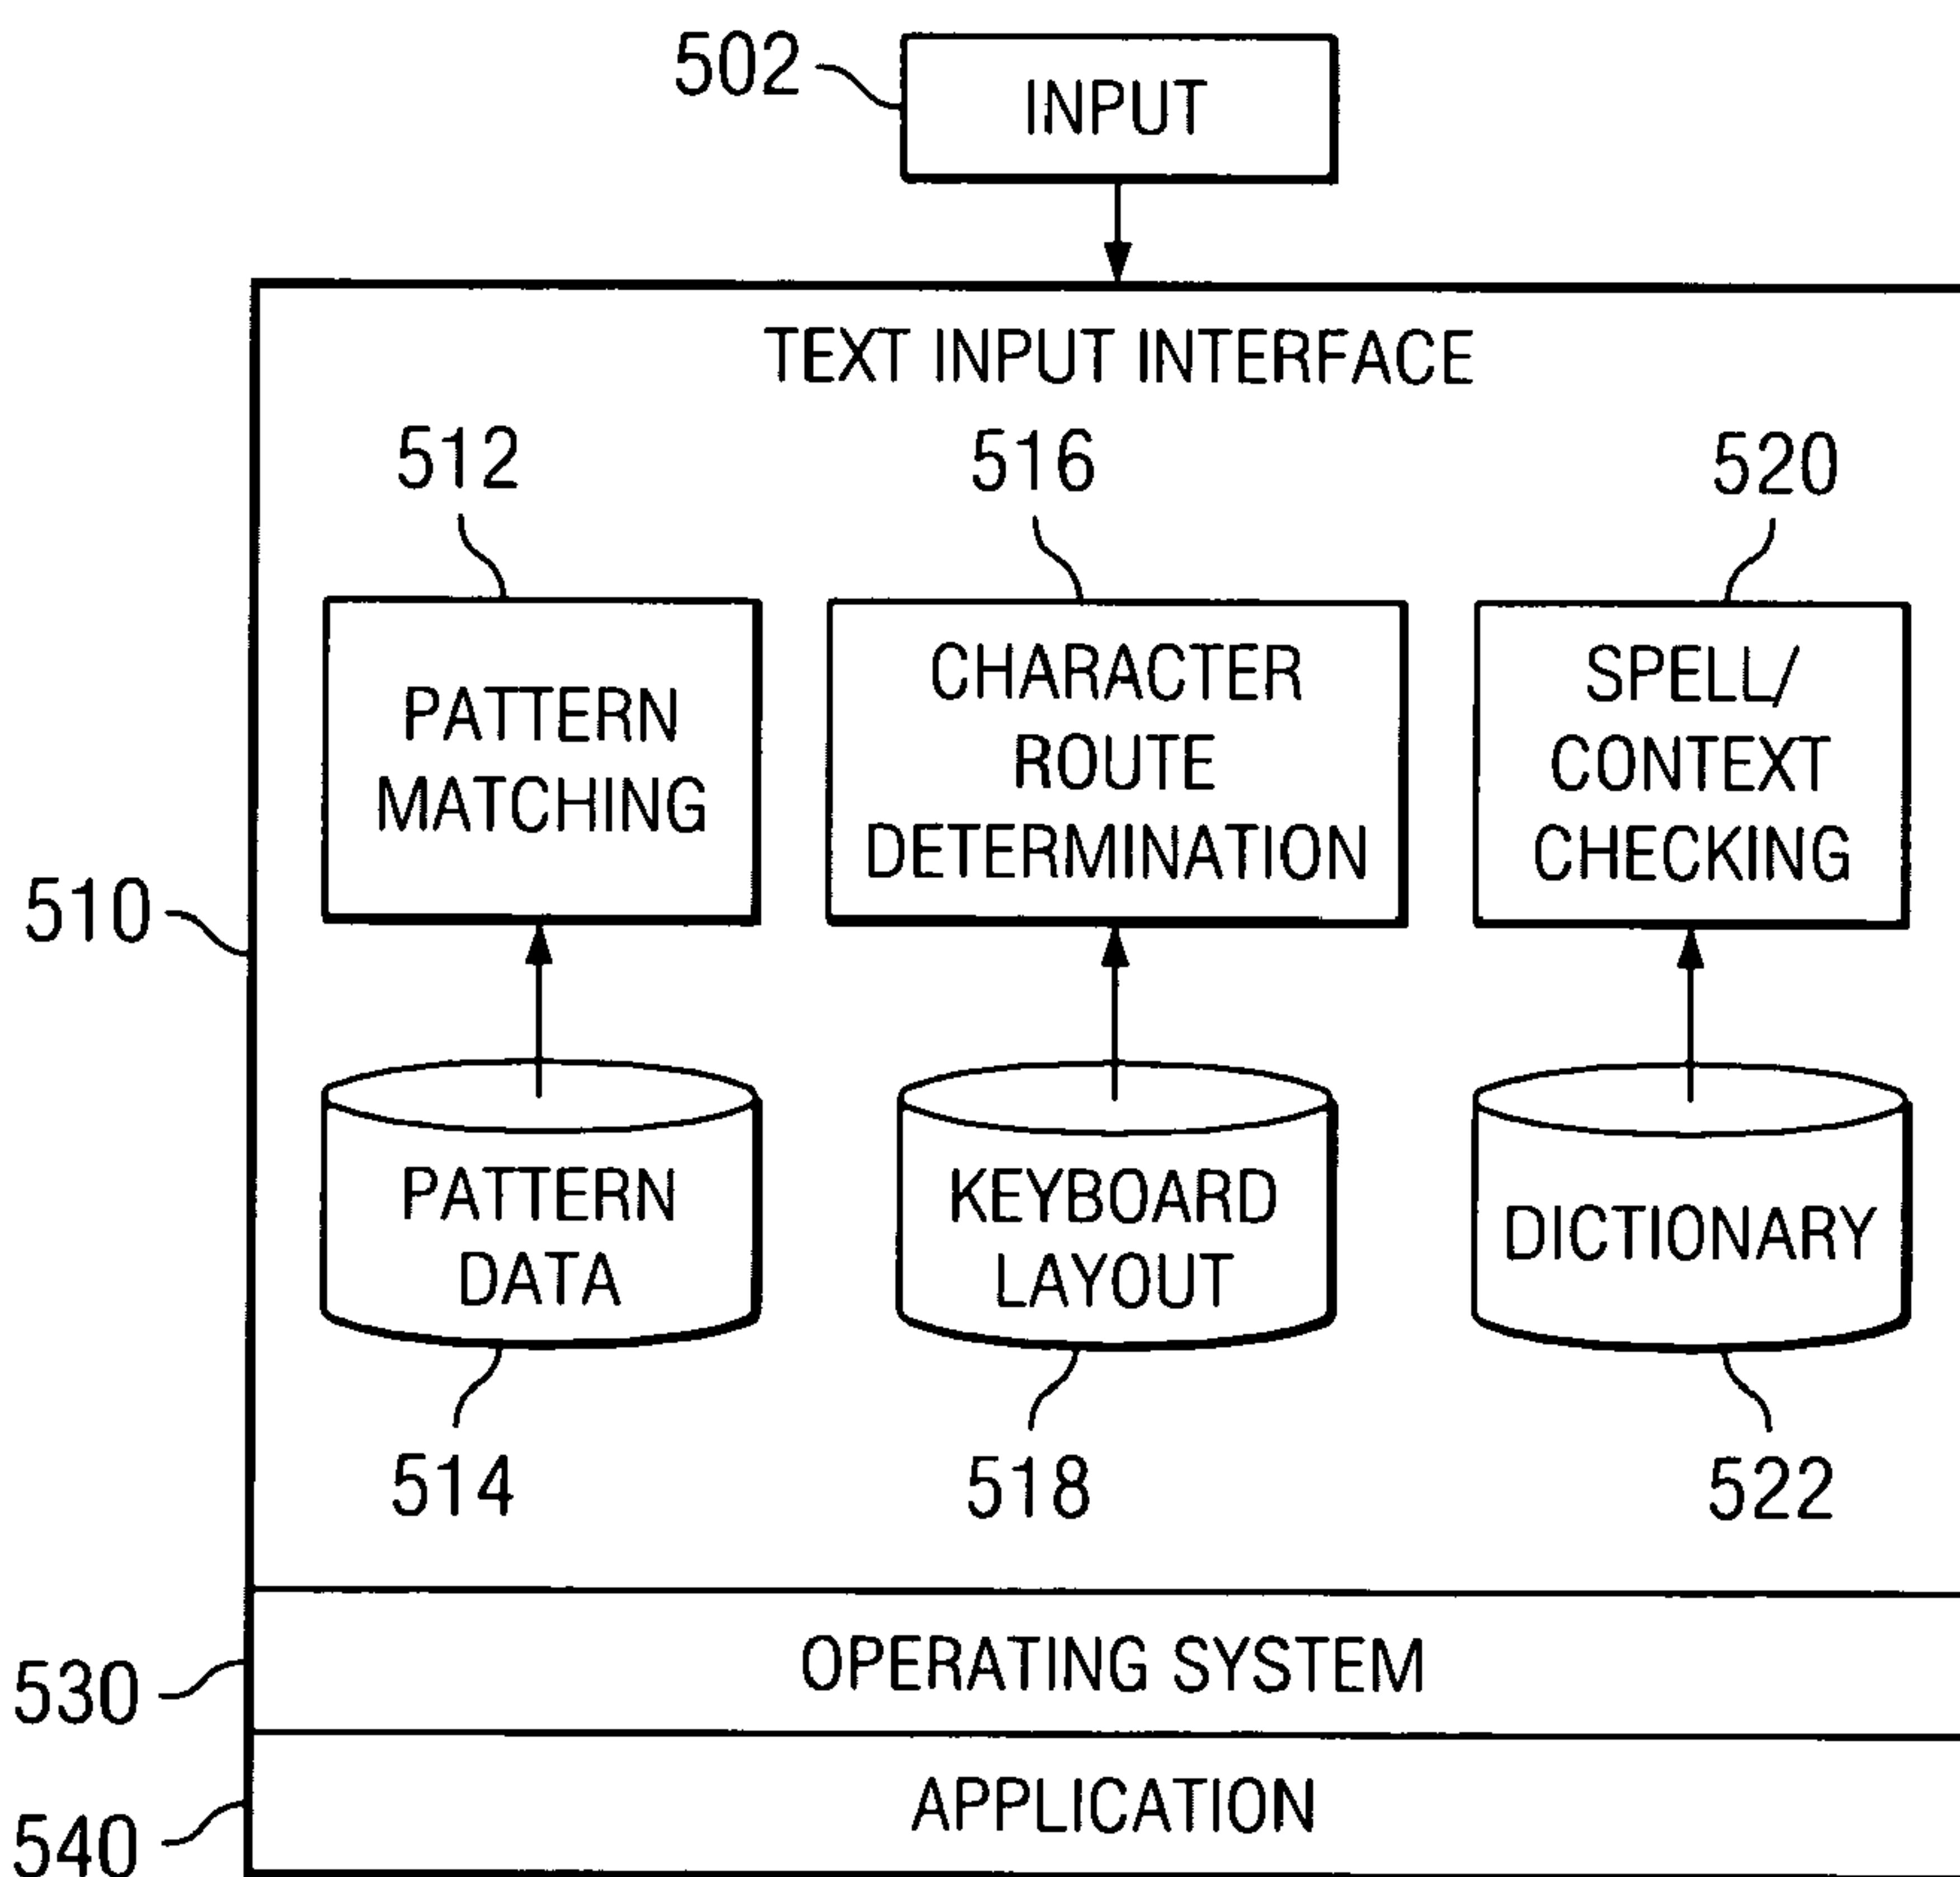 502
INPUT
TEXT INPUT INTERFACE
512
516
520
PATTERN
MATCHING
CHARACTER
ROUTE
DETERMINATION
SPELL/
CONTEXT
CHECKING
510
PATTERN
DATA
KEYBOARD
LAYOUT
DICTIONARY
514
518
522
530
OPERATING SYSTEM
540
APPLICATION